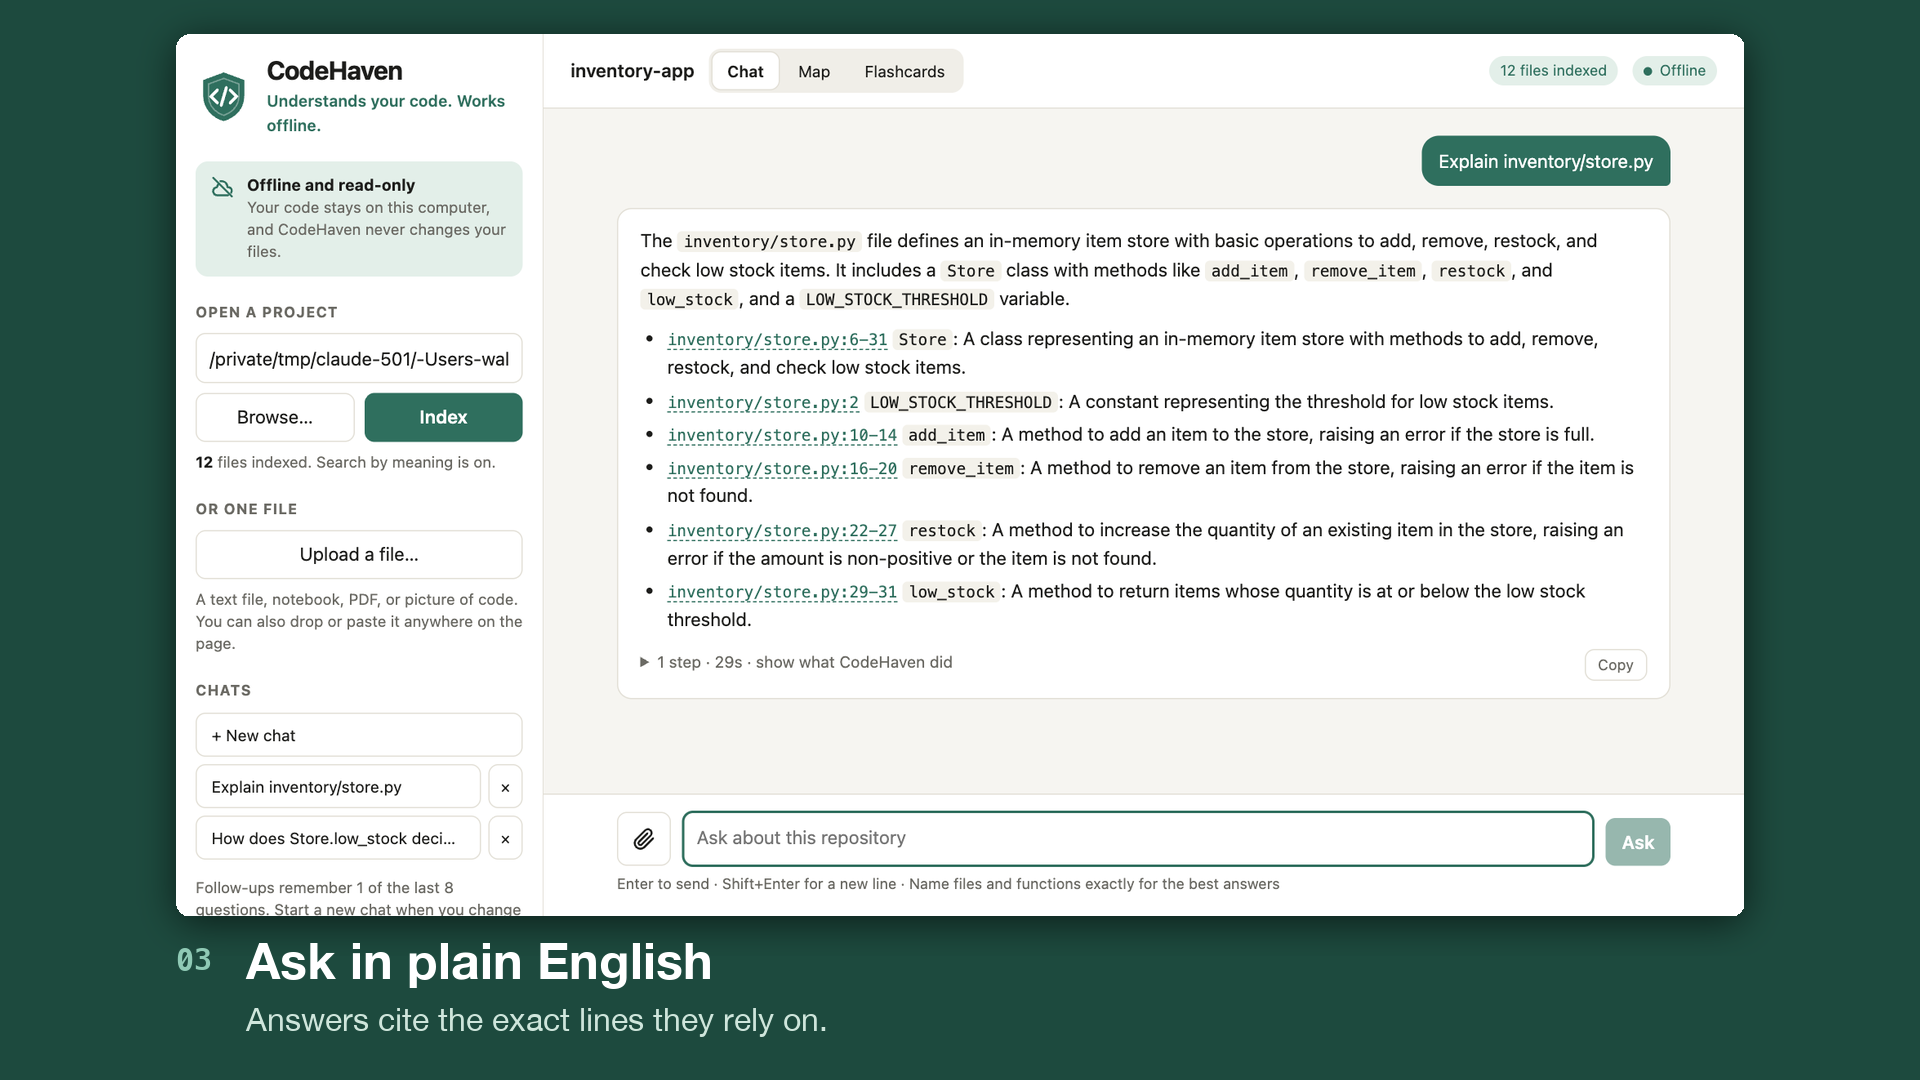 CodeHaven
Understands your code. Works
offline.
Offline and read-only
Your code stays on this computer,
and CodeHaven never changes your
files.
OPEN A PROJECT
/private/tmp/claude-501/-Users-wal
Browse...
Index
12 files indexed. Search by meaning is on.
OR ONE FILE
Upload a file...
A text file, notebook, PDF, or picture of code.
You can also drop or paste it anywhere on the
page.
CHATS
+ New chat
Explain inventory/store.py
×
How does Store.low_stock deci...
×
Follow-ups remember 1 of the last 8
questions. Start a new chat when you change
inventory-app
Chat
Map
Flashcards
12 files indexed
● Offline
Explain inventory/store.py
The inventory/store.py file defines an in-memory item store with basic operations to add, remove, restock, and
check low stock items. It includes a Store class with methods like add_item, remove_item, restock, and
low_stock, and a LOW_STOCK_THRESHOLD variable.
• inventory/store.py:6–31 Store: A class representing an in-memory item store with methods to add, remove,
restock, and check low stock items.
• inventory/store.py:2 LOW_STOCK_THRESHOLD: A constant representing the threshold for low stock items.
• inventory/store.py:10–14 add_item: A method to add an item to the store, raising an error if the store is full.
• inventory/store.py:16–20 remove_item: A method to remove an item from the store, raising an error if the item is
not found.
• inventory/store.py:22–27 restock: A method to increase the quantity of an existing item in the store, raising an
error if the amount is non-positive or the item is not found.
• inventory/store.py:29–31 low_stock: A method to return items whose quantity is at or below the low stock
threshold.
▶ 1 step · 29s · show what CodeHaven did
Copy
Ask about this repository
Ask
Enter to send · Shift+Enter for a new line · Name files and functions exactly for the best answers
03 Ask in plain English
Answers cite the exact lines they rely on.